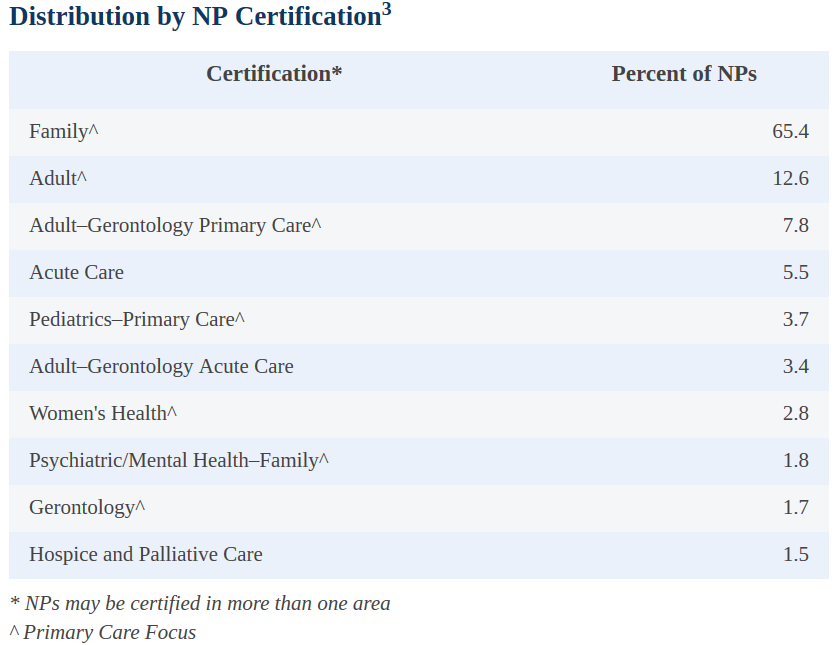 Distribution by NP Certification3
Certification* Percent of NPs
Family^ 65.4
Adult^ 12.6
Adult–Gerontology Primary Care^ 7.8
Acute Care 5.5
Pediatrics–Primary Care^ 3.7
Adult–Gerontology Acute Care 3.4
Women's Health^ 2.8
Psychiatric/Mental Health–Family^ 1.8
Gerontology^ 1.7
Hospice and Palliative Care 1.5
* NPs may be certified in more than one area
^ Primary Care Focus